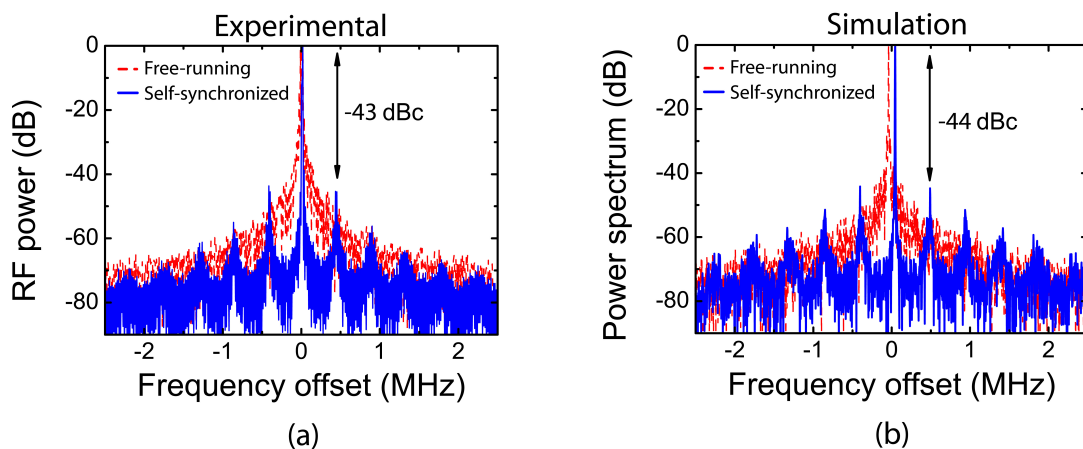 Experimental
0
-20
-40
-60
-80
RF power (dB)
Free-running
Self-synchronized
-43 dBc
-2 -1 0 1 2
Frequency offset (MHz)
(a)
Simulation
0
-20
-40
-60
-80
Power spectrum (dB)
Free-running
Self-synchronized
-44 dBc
-2 -1 0 1 2
Frequency offset (MHz)
(b)